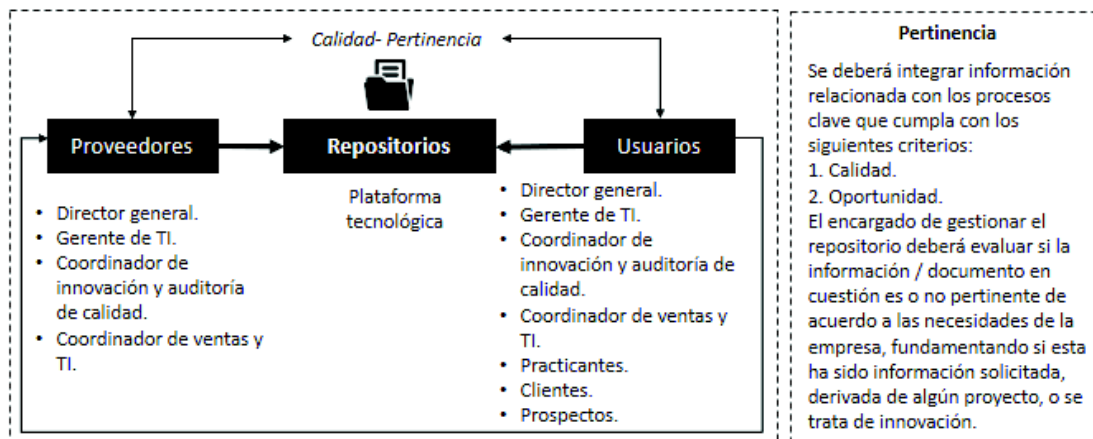 Calidad- Pertinencia
Proveedores
Repositorios
Usuarios
• Director general.
• Gerente de TI.
• Coordinador de
innovación y auditoría
de calidad.
• Coordinador de ventas y
TI.
Plataforma
tecnológica
• Director general.
• Gerente de TI.
• Coordinador de
innovación y auditoría de
calidad.
• Coordinador de ventas y
TI.
• Practicantes.
• Clientes.
• Prospectos.
Pertinencia
Se deberá integrar información
relacionada con los procesos
clave que cumpla con los
siguientes criterios:
1. Calidad.
2. Oportunidad.
El encargado de gestionar el
repositorio deberá evaluar si la
información / documento en
cuestión es o no pertinente de
acuerdo a las necesidades de la
empresa, fundamentando si esta
ha sido información solicitada,
derivada de algún proyecto, o se
trata de innovación.